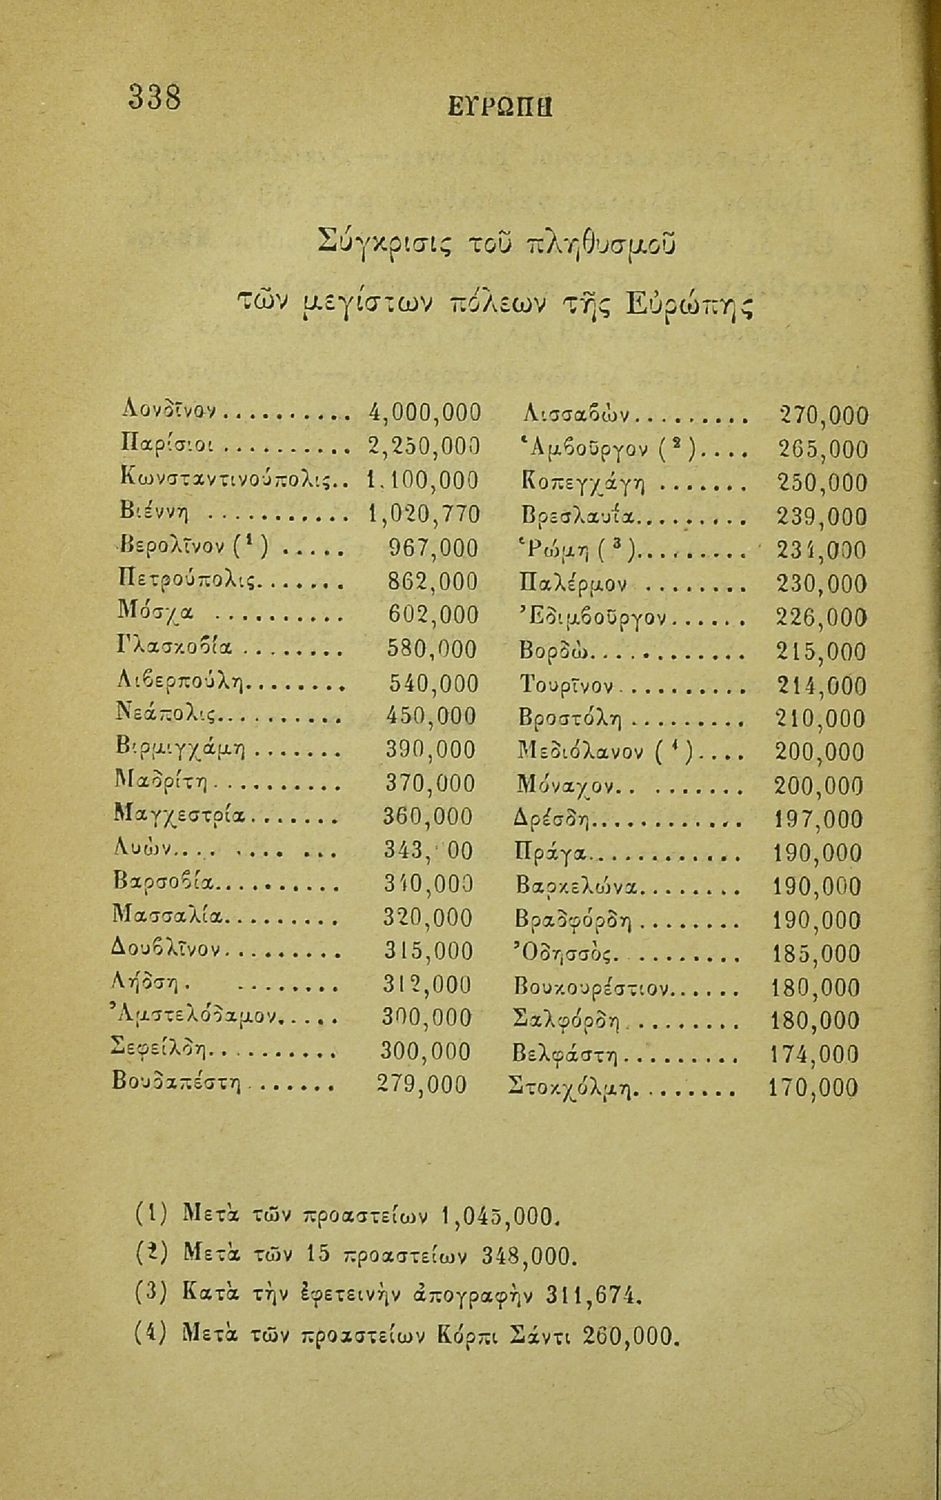 338
ΕΥΡΩΠΗ
Σύγκρισις τοῦ πληθυσμοῦ
τῶν μεγίστων πόλεων τῆς Εὐρώπης
Λονδῖνον.......... 4,000,000
Παρίσιοι.......... 2,250,000
Κωνσταντινούπολις.. 1.100,000
Βιέννη .......... 1,020,770
Βερολῖνον (¹) ..... 967,000
Πετρούπολις....... 862,000
Μόσχα .......... 602,000
Γλασκοβία ........ 580,000
Λιβερπούλη........ 540,000
Νεάπολις.......... 450,000
Βιρμιγχάμη ....... 390,000
Μαδρίτη.......... 370,000
Μαγχεστρία....... 360,000
Λυών.... .... ... 343, 00
Βαρσοβία......... 340,000
Μασσαλία......... 320,000
Δουβλῖνον......... 315,000
Λήδση. ........ 312,000
Ἀμστελόδαμον..... 300,000
Σεφείλδη.......... 300,000
Βουδαπέστη ....... 279,000
Λισσαβών......... 270,000
Ἁμβοῦργον (²).... 265,000
Κοπεγχάγη ....... 250,000
Βρεσλαυΐα......... 239,000
Ῥώμη (³)........ 234,000
Παλέρμον ........ 230,000
Ἐδιμβοῦργον...... 226,000
Βορδώ............ 215,000
Τουρῖνον.......... 214,000
Βροστόλη ......... 210,000
Μεδιόλανον (⁴).... 200,000
Μόναχον.. ....... 200,000
Δρέσδη............ 197,000
Πράγα............ 190,000
Βαρκελώνα........ 190,000
Βραδφόρδη ........ 190,000
Ὀδησσὸς. ........ 185,000
Βουκουρέστιον...... 180,000
Σαλφόρδη ........ 180,000
Βελφάστη......... 174,000
Στοκχόλμη......... 170,000
(1) Μετὰ τῶν προαστείων 1,045,000.
(2) Μετὰ τῶν 15 προαστείων 348,000.
(3) Κατὰ τὴν ἐφετεινὴν ἀπογραφὴν 311,674.
(4) Μετὰ τῶν προαστείων Κόρπι Σάντι 260,000.